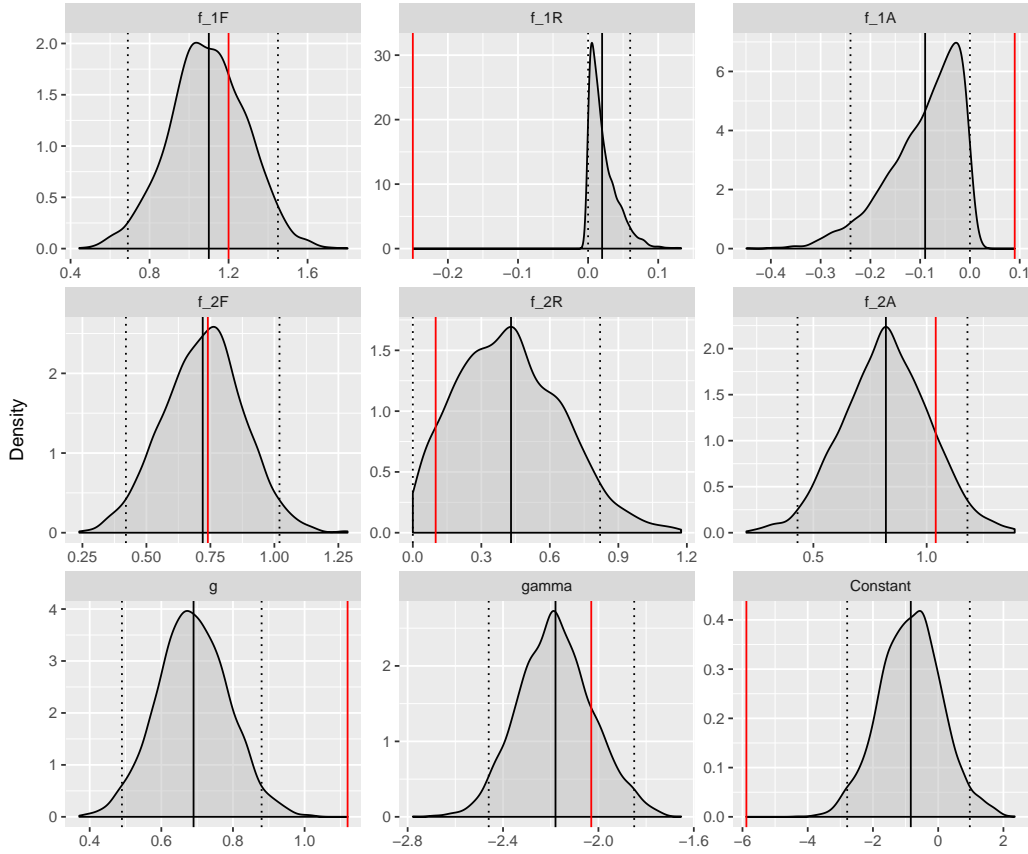 f_1F
f_1R
f_1A
2.0
1.5
1.0
0.5
0.0
0.4 0.8 1.2 1.6
30
20
10
0
−0.2 −0.1 0.0 0.1
6
4
2
0
−0.4 −0.3 −0.2 −0.1 0.0 0.1
Density
f_2F
f_2R
f_2A
2
1
0
0.25 0.50 0.75 1.00
1.5
1.0
0.5
0.0
0.0 0.3 0.6 0.9 1.2
2.0
1.5
1.0
0.5
0.0
0.5 1.0
g
gamma
Constant
4
3
2
1
0
0.4 0.6 0.8 1.0
2
1
0
−2.8 −2.4 −2.0 −1.6
0.4
0.3
0.2
0.1
0.0
−6 −4 −2 0 2